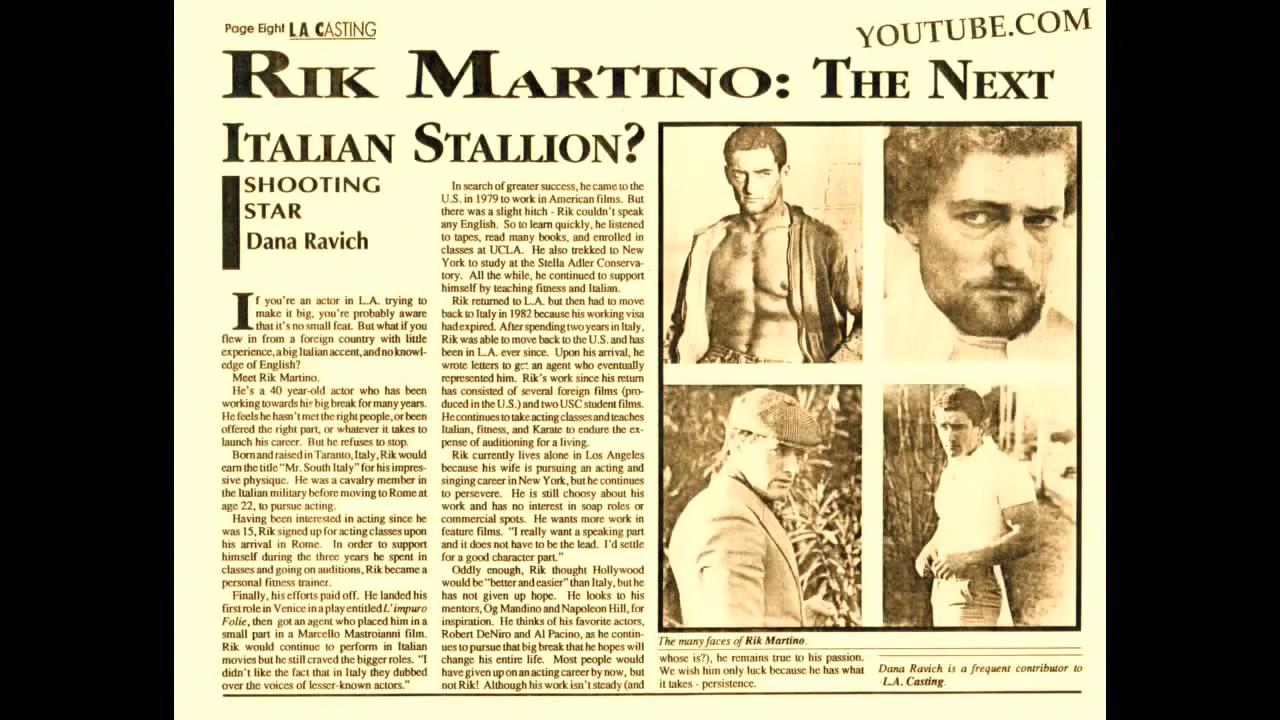 Page Eight LA CASTING
YOUTUBE.COM
RIK MARTINO: THE NEXT
ITALIAN STALLION?
SHOOTING
STAR
Dana Ravich
If you're an actor in L.A. trying to
make it big, you're probably aware
that it's no small feat. But what if you
flew in from a foreign country with little
experience, a big Italian accent, and no knowl-
edge of English?
Meet Rik Martino.
He's a 40 year-old actor who has been
working towards his big break for many years.
He feels he hasn't met the right people, or been
offered the right part, or whatever it takes to
launch his career. But he refuses to stop.
Born and raised in Taranto, Italy, Rik would
earn the title "Mr. South Italy" for his impres-
sive physique. He was a cavalry member in
the Italian military before moving to Rome at
age 22, to pursue acting.
Having been interested in acting since he
was 15, Rik signed up for acting classes upon
his arrival in Rome. In order to support
himself during the three years he spent in
classes and going on auditions, Rik became a
personal fitness trainer.
Finally, his efforts paid off. He landed his
first role in Venice in a play entitled L'impuro
Folie, then got an agent who placed him in a
small part in a Marcello Mastroianni film.
Rik would continue to perform in Italian
movies but he still craved the bigger roles. "I
didn't like the fact that in Italy they dubbed
over the voices of lesser-known actors."
In search of greater success, he came to the
U.S. in 1979 to work in American films. But
there was a slight hitch - Rik couldn't speak
any English. So to learn quickly, he listened
to tapes, read many books, and enrolled in
classes at UCLA. He also trekked to New
York to study at the Stella Adler Conserva-
tory. All the while, he continued to support
himself by teaching fitness and Italian.
Rik returned to L.A. but then had to move
back to Italy in 1982 because his working visa
had expired. After spending two years in Italy,
Rik was able to move back to the U.S. and has
been in L.A. ever since. Upon his arrival, he
wrote letters to get an agent who eventually
represented him. Rik's work since his return
has consisted of several foreign films (pro-
duced in the U.S.) and two USC student films.
He continues to take acting classes and teaches
Italian, fitness, and Karate to endure the ex-
pense of auditioning for a living.
Rik currently lives alone in Los Angeles
because his wife is pursuing an acting and
singing career in New York, but he continues
to persevere. He is still choosy about his
work and has no interest in soap roles or
commercial spots. He wants more work in
feature films. "I really want a speaking part
and it does not have to be the lead. I'd settle
for a good character part."
Oddly enough, Rik thought Hollywood
would be "better and easier" than Italy, but he
has not given up hope. He looks to his
mentors, Og Mandino and Napoleon Hill, for
inspiration. He thinks of his favorite actors,
Robert DeNiro and Al Pacino, as he contin-
ues to pursue that big break that he hopes will
change his entire life. Most people would
have given up on an acting career by now, but
not Rik! Although his work isn't steady (and
The many faces of Rik Martino.
whose is?), he remains true to his passion.
We wish him only luck because he has what
it takes - persistence.
Dana Ravich is a frequent contributor to
L.A. Casting.